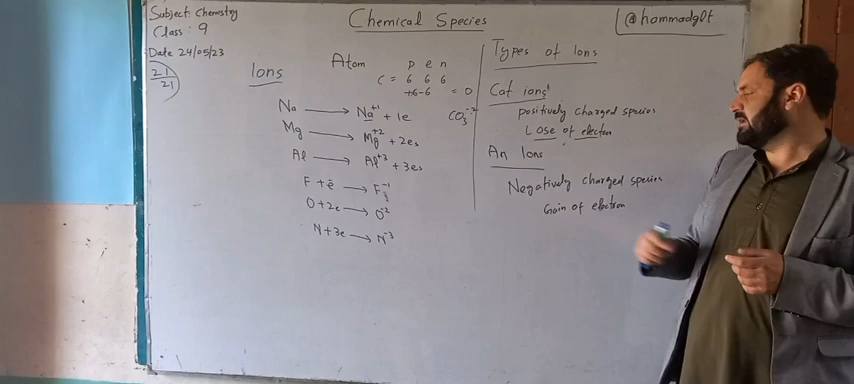 Subject: Chemistry
Class : 9
Date 24/05/23
21/21
Chemical Species
@hammadglt
Ions
Atom
p e n
C = 6 6 6
+6-6 = 0
Na → Na⁺¹ + 1e
CO₃⁻²
Mg → Mg⁺² + 2es
Al → Al⁺³ + 3es
F + ē → F⁻¹
O + 2e → O⁻²
N + 3e → N⁻³
Types of Ions
Cat ions
Positively charged species
Lose of electron
An Ions
Negatively charged species
Gain of electron